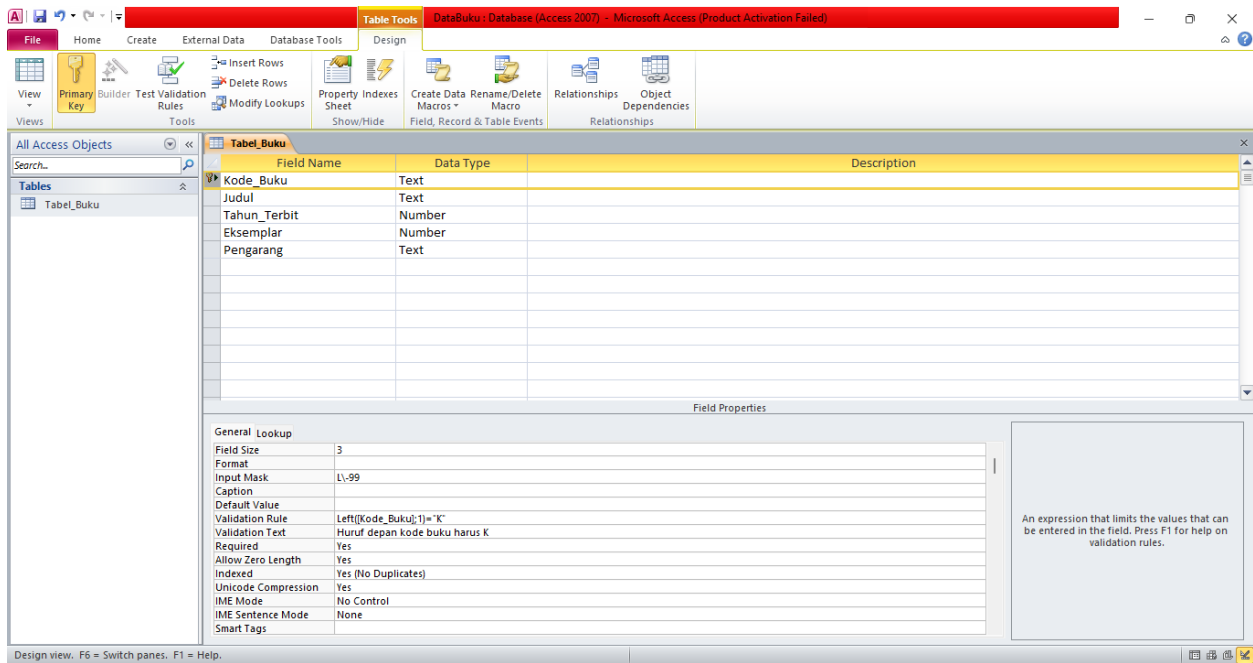 A
Table Tools DataBuku : Database (Access 2007) - Microsoft Access (Product Activation Failed)
File Home Create External Data Database Tools Design
View
Views
Primary Key
Builder
Test Validation Rules
Insert Rows
Delete Rows
Modify Lookups
Tools
Property Sheet
Indexes
Show/Hide
Create Data Macros
Rename/Delete Macro
Field, Record & Table Events
Relationships
Object Dependencies
Relationships
All Access Objects
Search...
Tables
Tabel_Buku
Tabel_Buku
Field Name Data Type Description
Kode_Buku Text
Judul Text
Tahun_Terbit Number
Eksemplar Number
Pengarang Text
Field Properties
General Lookup
Field Size 3
Format
Input Mask L\-99
Caption
Default Value
Validation Rule Left([Kode_Buku];1)="K"
Validation Text Huruf depan kode buku harus K
Required Yes
Allow Zero Length Yes
Indexed Yes (No Duplicates)
Unicode Compression Yes
IME Mode No Control
IME Sentence Mode None
Smart Tags
An expression that limits the values that can
be entered in the field. Press F1 for help on
validation rules.
Design view. F6 = Switch panes. F1 = Help.